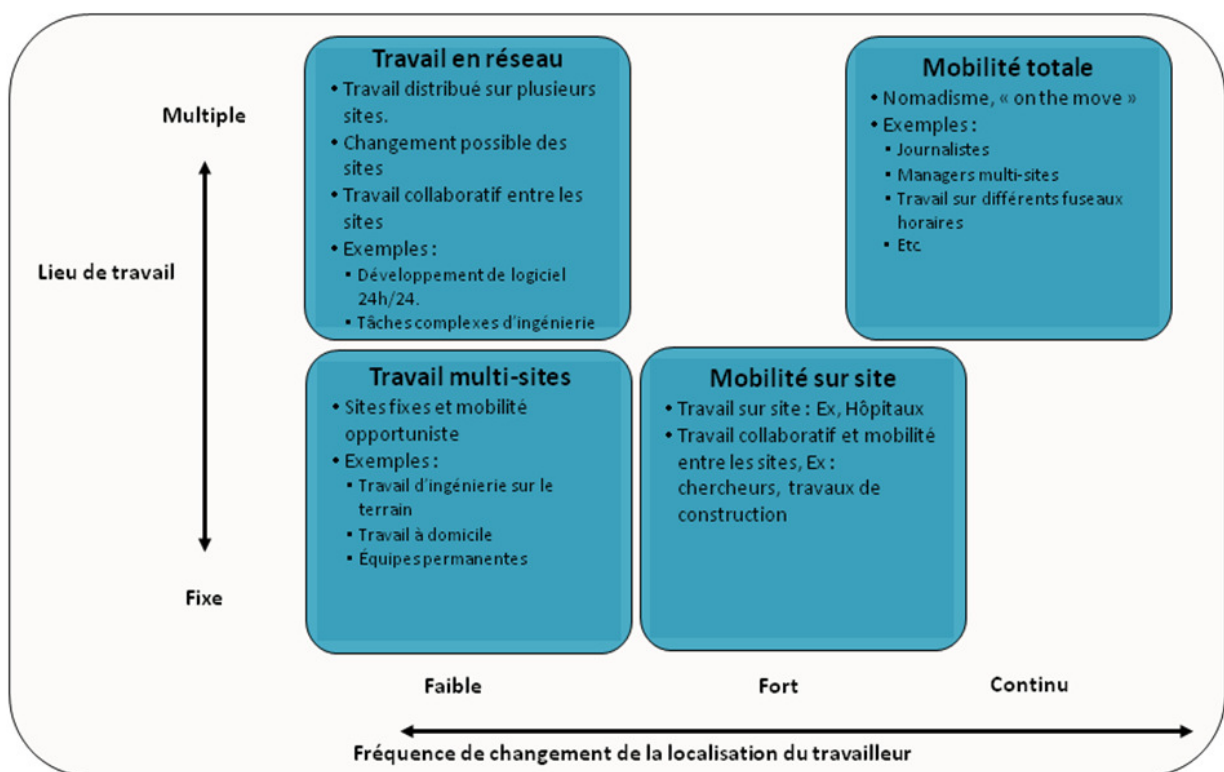 Travail en réseau
• Travail distribué sur plusieurs
sites.
• Changement possible des
sites
• Travail collaboratif entre les
sites
• Exemples :
▪ Développement de logiciel
24h/24.
▪ Tâches complexes d'ingénierie
Mobilité totale
• Nomadisme, « on the move »
• Exemples :
▪ Journalistes
▪ Managers multi-sites
▪ Travail sur différents fuseaux
horaires
▪ Etc
Multiple
Lieu de travail
Fixe
Travail multi-sites
• Sites fixes et mobilité
opportuniste
• Exemples :
▪ Travail d'ingénierie sur le
terrain
▪ Travail à domicile
▪ Équipes permanentes
Mobilité sur site
• Travail sur site : Ex, Hôpitaux
• Travail collaboratif et mobilité
entre les sites, Ex :
chercheurs, travaux de
construction
Faible
Fort
Continu
Fréquence de changement de la localisation du travailleur